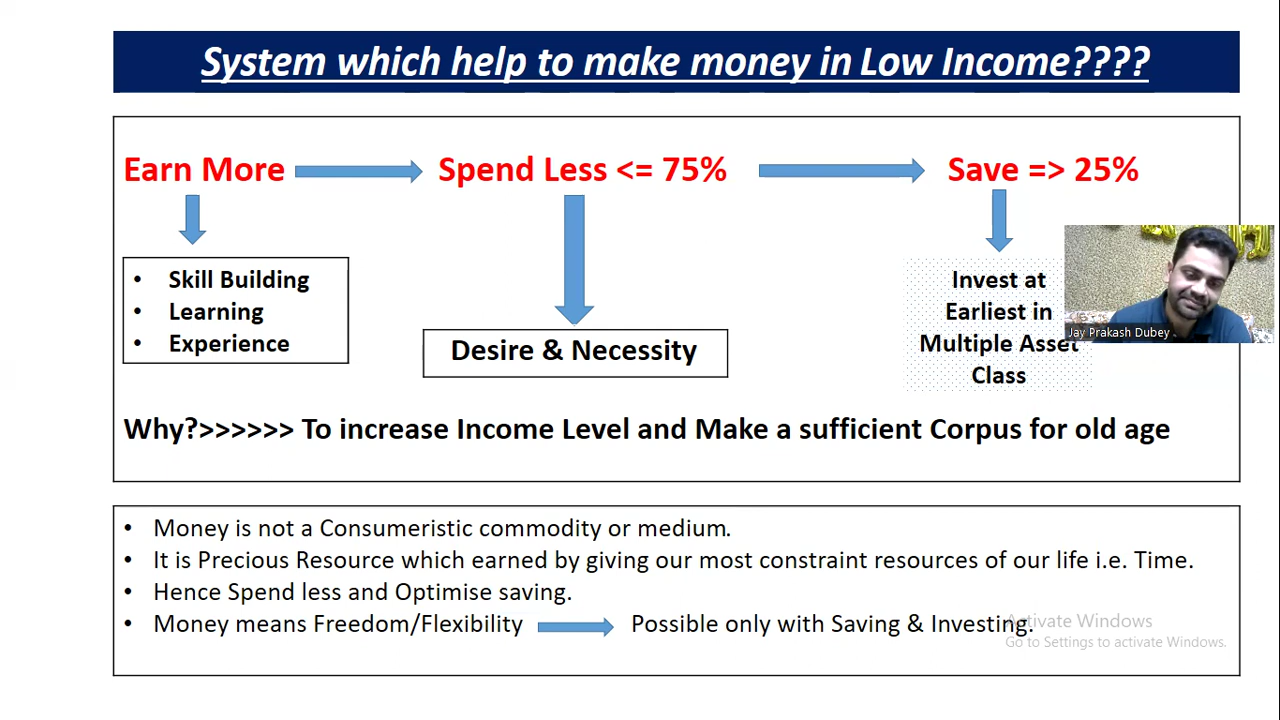 System which help to make money in Low Income????
Earn More
Spend Less <= 75%
Save => 25%
• Skill Building
• Learning
• Experience
Desire & Necessity
Invest at
Earliest in
Multiple Asset
Class
Jay Prakash Dubey
Why?>>>>>> To increase Income Level and Make a sufficient Corpus for old age
• Money is not a Consumeristic commodity or medium.
• It is Precious Resource which earned by giving our most constraint resources of our life i.e. Time.
• Hence Spend less and Optimise saving.
• Money means Freedom/Flexibility Possible only with Saving & Investing.
Activate Windows
Go to Settings to activate Windows.